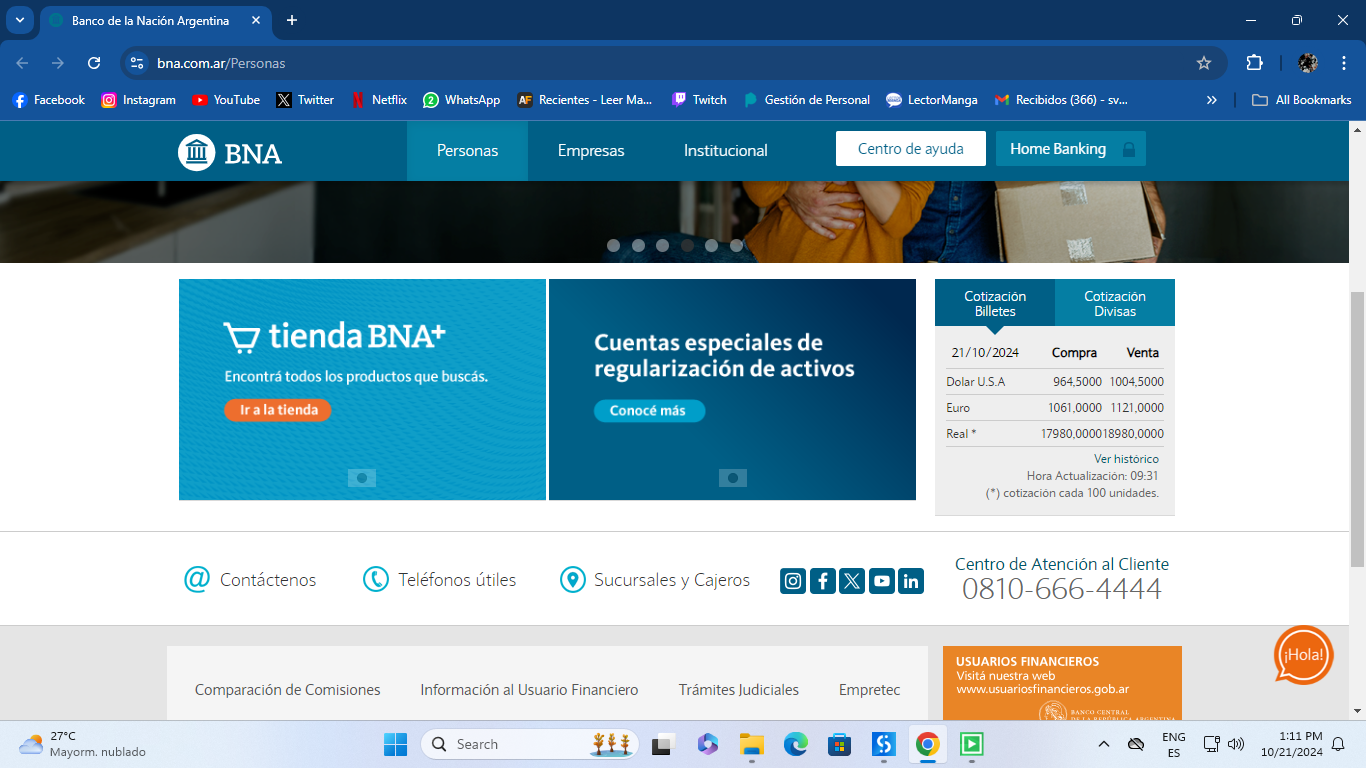 Banco de la Nación Argentina
bna.com.ar/Personas
Facebook
Instagram
YouTube
Twitter
Netflix
WhatsApp
Recientes - Leer Ma...
Twitch
Gestión de Personal
LectorManga
Recibidos (366) - sv...
All Bookmarks
BNA
Personas
Empresas
Institucional
Centro de ayuda
Home Banking
tienda BNA+
Encontrá todos los productos que buscás.
Ir a la tienda
Cuentas especiales de
regularización de activos
Conocé más
Cotización
Billetes
Cotización
Divisas
21/10/2024 Compra Venta
Dolar U.S.A 964,5000 1004,5000
Euro 1061,0000 1121,0000
Real * 17980,000018980,0000
Ver histórico
Hora Actualización: 09:31
(*) cotización cada 100 unidades.
@ Contáctenos
Teléfonos útiles
Sucursales y Cajeros
Centro de Atención al Cliente
0810-666-4444
¡Hola!
Comparación de Comisiones
Información al Usuario Financiero
Trámites Judiciales
Empretec
USUARIOS FINANCIEROS
Visitá nuestra web
www.usuariosfinancieros.gob.ar
BANCO CENTRAL
DE LA REPÚBLICA ARGENTINA
27°C
Mayorm. nublado
Search
ENG
ES
1:11 PM
10/21/2024